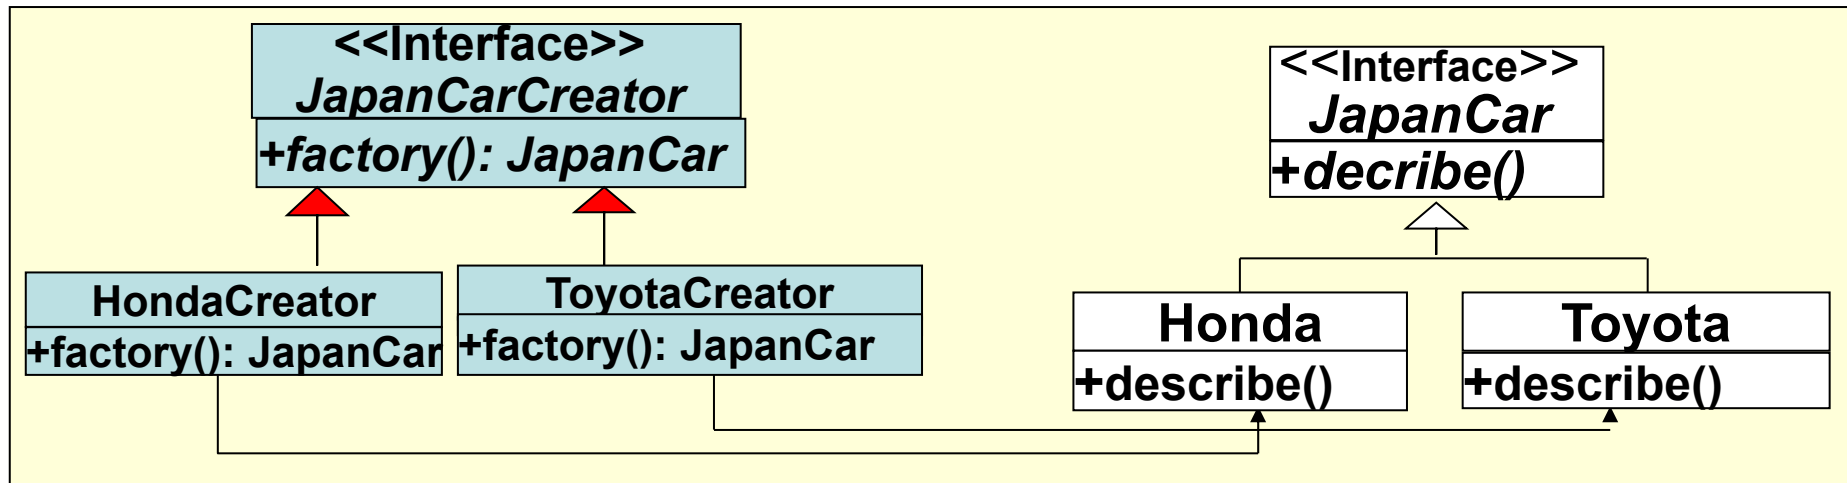 <<Interface>>
JapanCarCreator
+factory(): JapanCar
<<Interface>>
JapanCar
+decribe()
HondaCreator
+factory(): JapanCar
ToyotaCreator
+factory(): JapanCar
Honda
+describe()
Toyota
+describe()